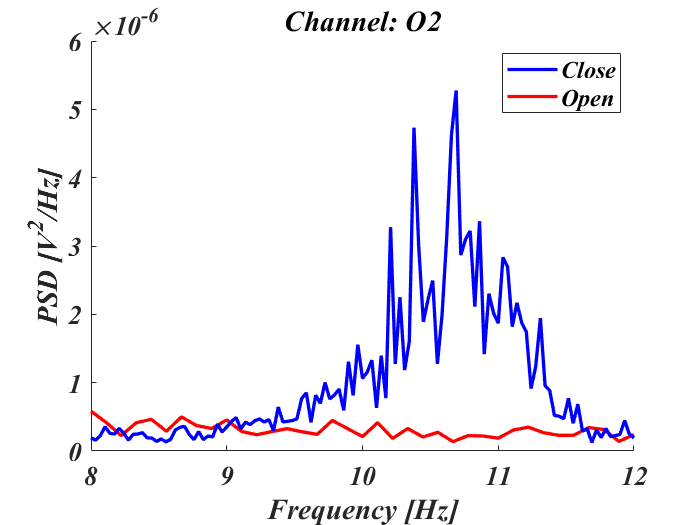 Channel: O2
×10^-6
6
5
4
3
2
1
0
PSD [V^2/Hz]
Close
Open
8 9 10 11 12
Frequency [Hz]